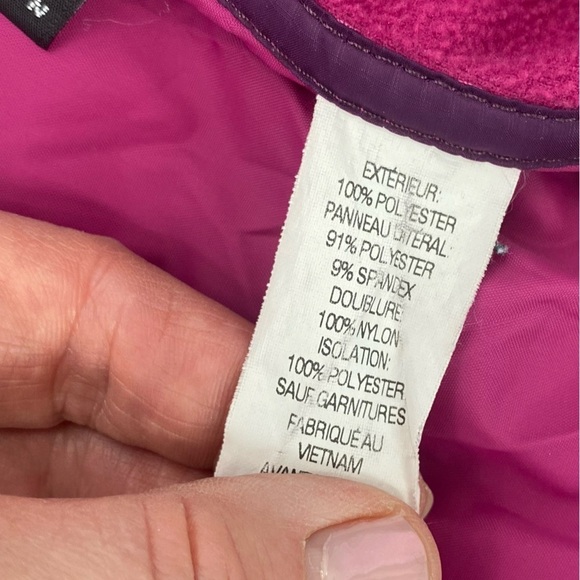 EXTÉRIEUR:
100% POLYESTER
PANNEAU LATÉRAL:
91% POLYESTER
9% SPANDEX
DOUBLURE:
100% NYLON
ISOLATION:
100% POLYESTER
SAUF GARNITURES
FABRIQUÉ AU
VIETNAM